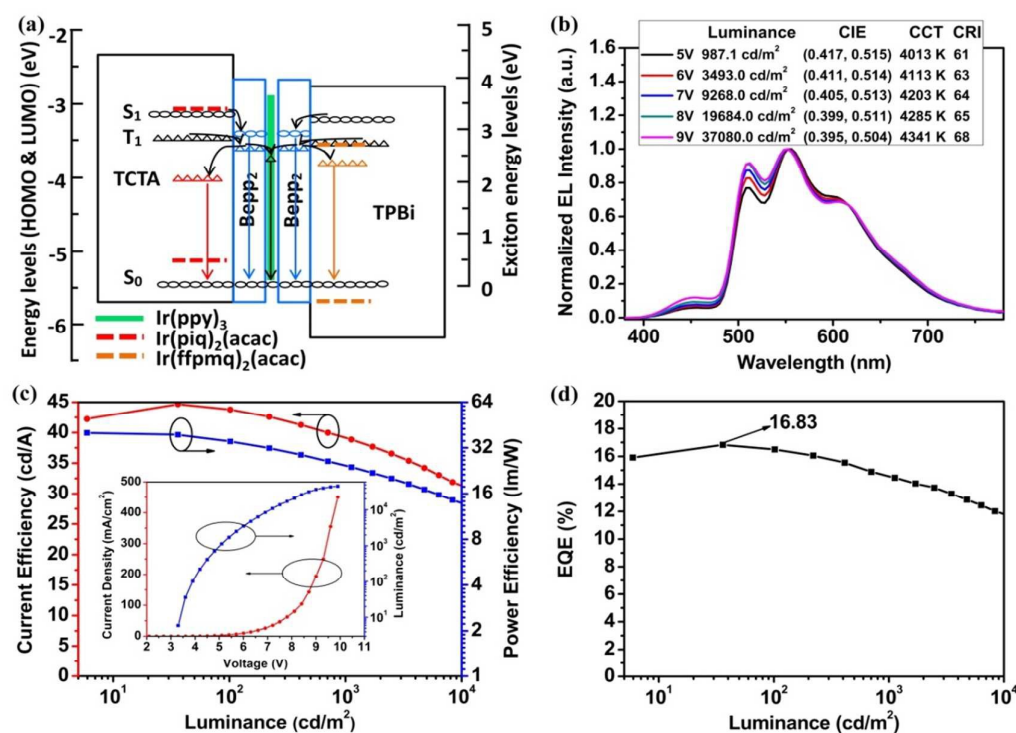 (a)
Energy levels (HOMO & LUMO) (eV)
-2
-3
-4
-5
-6
S1
T1
TCTA
S0
Bepp2
Bepp2
TPBi
5
4
3
2
1
0
Exciton energy levels (eV)
Ir(ppy)3
Ir(piq)2(acac)
Ir(ffpmq)2(acac)
(b)
Normalized EL Intensity (a.u.)
1.6
1.4
1.2
1.0
0.8
0.6
0.4
0.2
0.0
Luminance CIE CCT CRI
5V 987.1 cd/m2 (0.417, 0.515) 4013 K 61
6V 3493.0 cd/m2 (0.411, 0.514) 4113 K 63
7V 9268.0 cd/m2 (0.405, 0.513) 4203 K 64
8V 19684.0 cd/m2 (0.399, 0.511) 4285 K 65
9V 37080.0 cd/m2 (0.395, 0.504) 4341 K 68
400 500 600 700
Wavelength (nm)
(c)
Current Efficiency (cd/A)
45
40
35
30
25
20
15
10
5
0
64
32
16
8
4
2
1
Power Efficiency (lm/W)
Current Density (mA/cm2)
450
400
300
200
100
0
10^4
10^3
10^2
10^1
Luminance (cd/m2)
2 3 4 5 6 7 8 9 10 11
Voltage (V)
10^1 10^2 10^3 10^4
Luminance (cd/m2)
(d)
EQE (%)
20
18
16
14
12
10
8
6
4
2
0
16.83
10^1 10^2 10^3 10^4
Luminance (cd/m2)